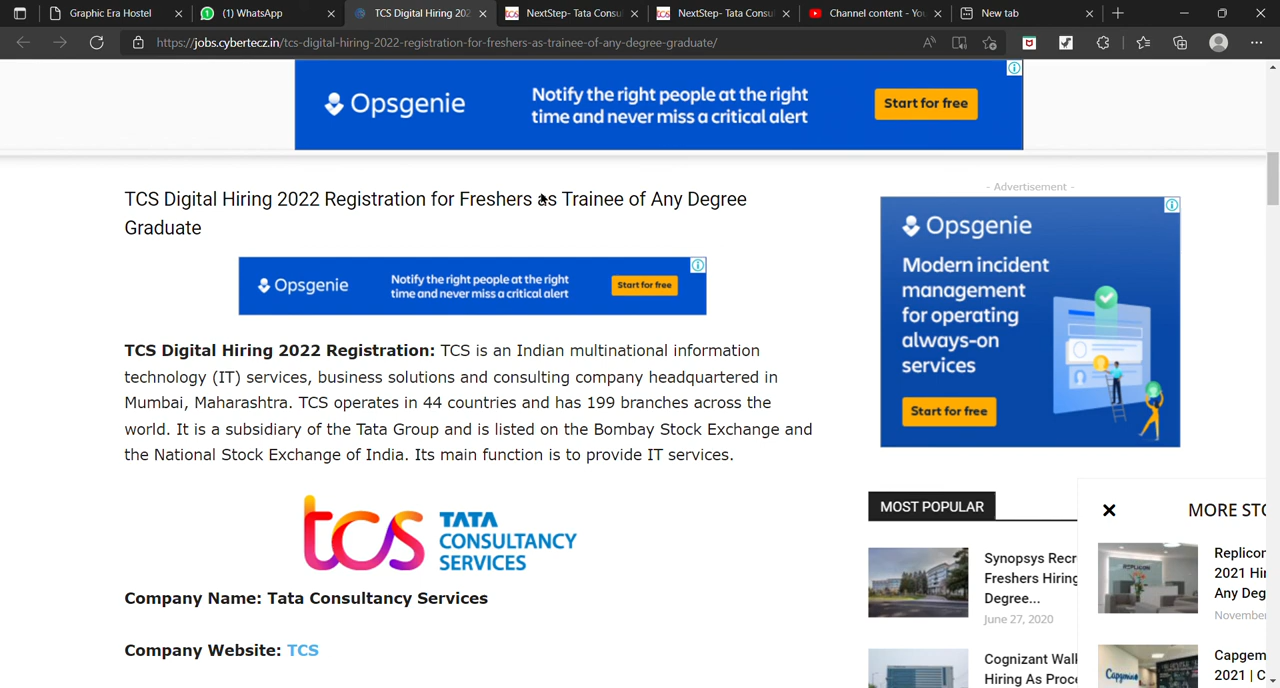 Graphic Era Hostel
(1) WhatsApp
TCS Digital Hiring 202
NextStep- Tata Consu
NextStep- Tata Consu
Channel content - You
New tab
https://jobs.cybertecz.in/tcs-digital-hiring-2022-registration-for-freshers-as-trainee-of-any-degree-graduate/
Opsgenie
Notify the right people at the right
time and never miss a critical alert
Start for free
TCS Digital Hiring 2022 Registration for Freshers as Trainee of Any Degree
Graduate
Opsgenie
Notify the right people at the right
time and never miss a critical alert
Start for free
TCS Digital Hiring 2022 Registration: TCS is an Indian multinational information
technology (IT) services, business solutions and consulting company headquartered in
Mumbai, Maharashtra. TCS operates in 44 countries and has 199 branches across the
world. It is a subsidiary of the Tata Group and is listed on the Bombay Stock Exchange and
the National Stock Exchange of India. Its main function is to provide IT services.
tcs TATA
CONSULTANCY
SERVICES
Company Name: Tata Consultancy Services
Company Website: TCS
- Advertisement -
Opsgenie
Modern incident
management
for operating
always-on
services
Start for free
MOST POPULAR
Synopsys Recr
Freshers Hiring
Degree...
June 27, 2020
Cognizant Walk
Hiring As Proce
MORE STO
Replicon
2021 Hi
Any Deg
November
Capgem
2021 | C
Capgemini